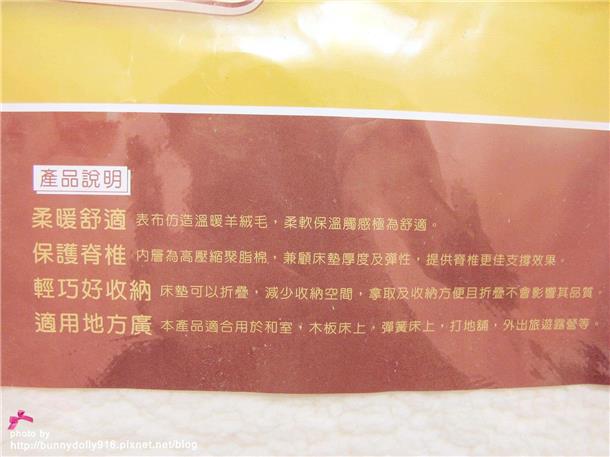 產品說明
柔暖舒適 表布仿造溫暖羊絨毛，柔軟保溫觸感極為舒適。
保護脊椎 內層為高壓縮聚脂棉，兼顧床墊厚度及彈性，提供脊椎更佳支撐效果。
輕巧好收納 床墊可以折疊，減少收納空間，拿取及收納方便且折疊不會影響其品質。
適用地方廣 本產品適合用於和室，木板床上，彈簧床上，打地舖，外出旅遊露營等。
photo by
http://bunnydolly916.pixnet.net/blog